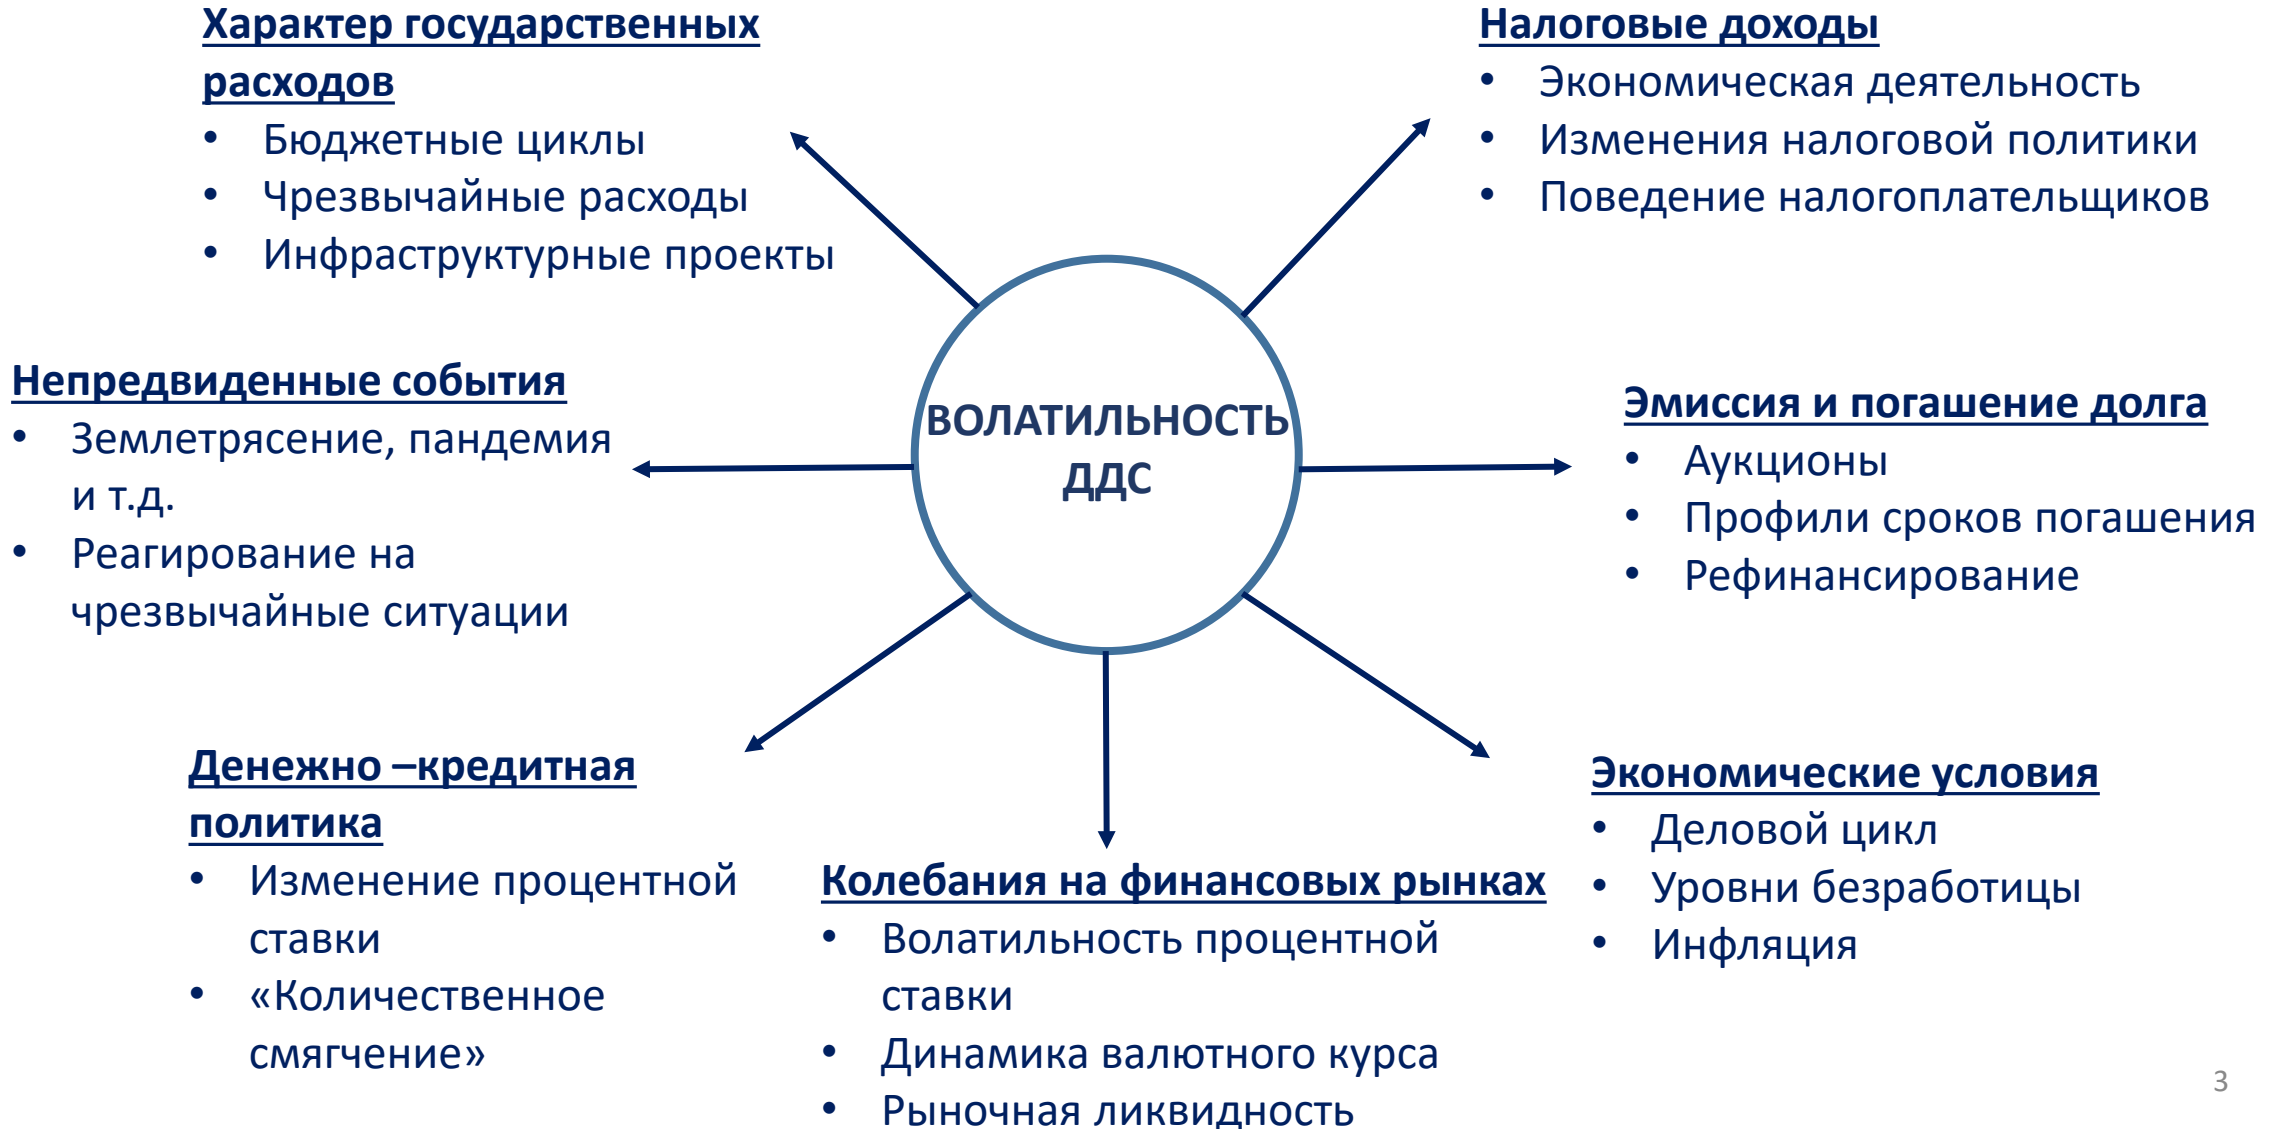 Характер государственных
расходов
• Бюджетные циклы
• Чрезвычайные расходы
• Инфраструктурные проекты
Налоговые доходы
• Экономическая деятельность
• Изменения налоговой политики
• Поведение налогоплательщиков
Непредвиденные события
• Землетрясение, пандемия
и т.д.
• Реагирование на
чрезвычайные ситуации
ВОЛАТИЛЬНОСТЬ
ДДС
Эмиссия и погашение долга
• Аукционы
• Профили сроков погашения
• Рефинансирование
Денежно –кредитная
политика
• Изменение процентной
ставки
• «Количественное
смягчение»
Колебания на финансовых рынках
• Волатильность процентной
ставки
• Динамика валютного курса
• Рыночная ликвидность
Экономические условия
• Деловой цикл
• Уровни безработицы
• Инфляция
3